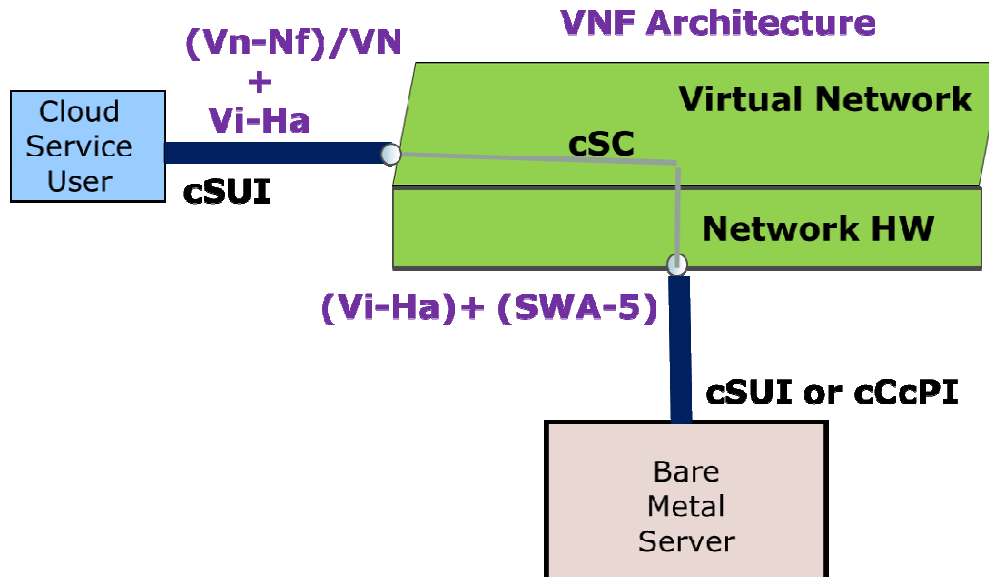 VNF Architecture
(Vn-Nf)/VN
+
Vi-Ha
Cloud
Service
User
cSUI
Virtual Network
cSC
Network HW
(Vi-Ha)+ (SWA-5)
cSUI or cCcPI
Bare
Metal
Server